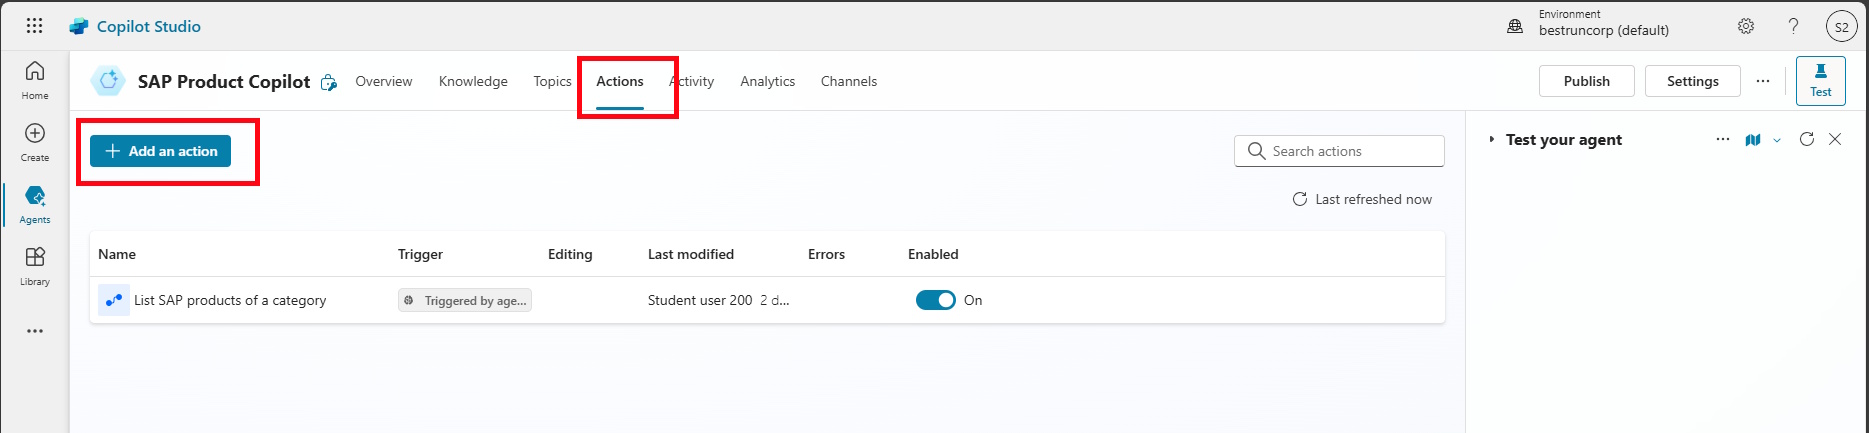 Copilot Studio
Environment
bestruncorp (default)
S2
Home
Create
Agents
Library
SAP Product Copilot
Overview
Knowledge
Topics
Actions
Activity
Analytics
Channels
Publish
Settings
Test
Add an action
Search actions
Last refreshed now
Name Trigger Editing Last modified Errors Enabled
List SAP products of a category Triggered by age... Student user 200 2 d... On
Test your agent